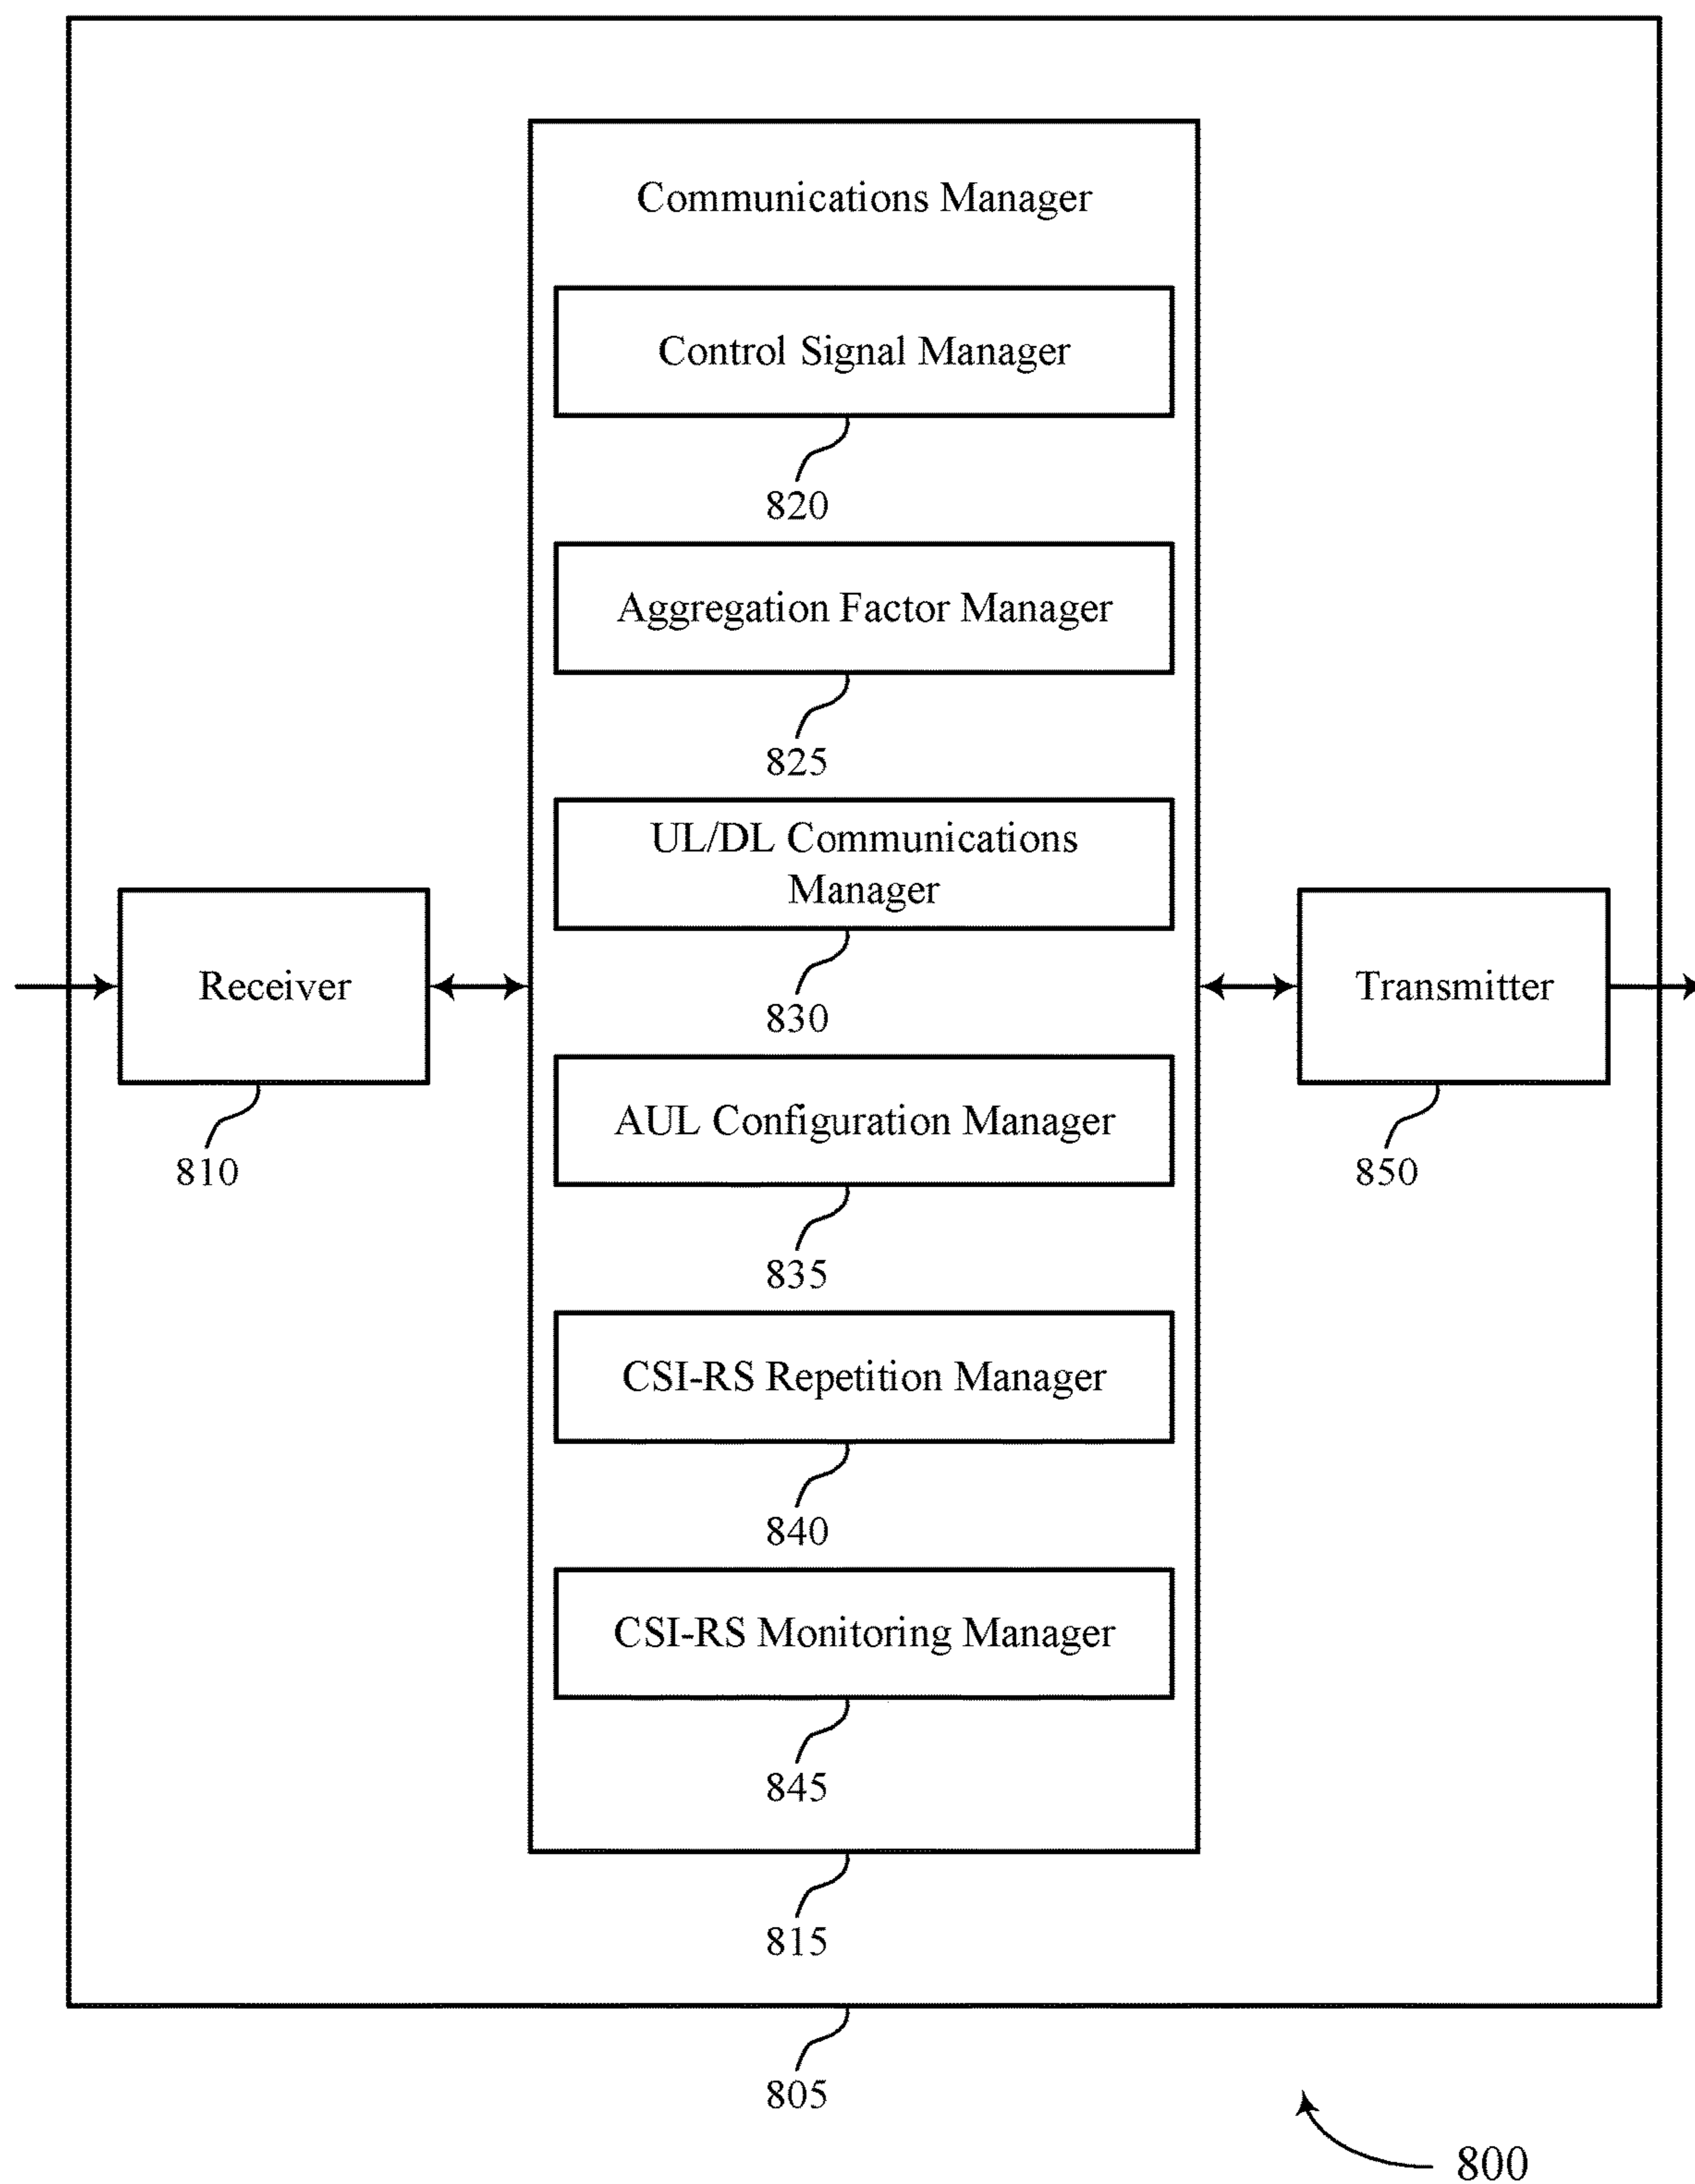 Communications Manager
Control Signal Manager
820
Aggregation Factor Manager
825
UL/DL Communications
Manager
830
Receiver
810
Transmitter
850
AUL Configuration Manager
835
CSI-RS Repetition Manager
840
CSI-RS Monitoring Manager
845
815
805
800